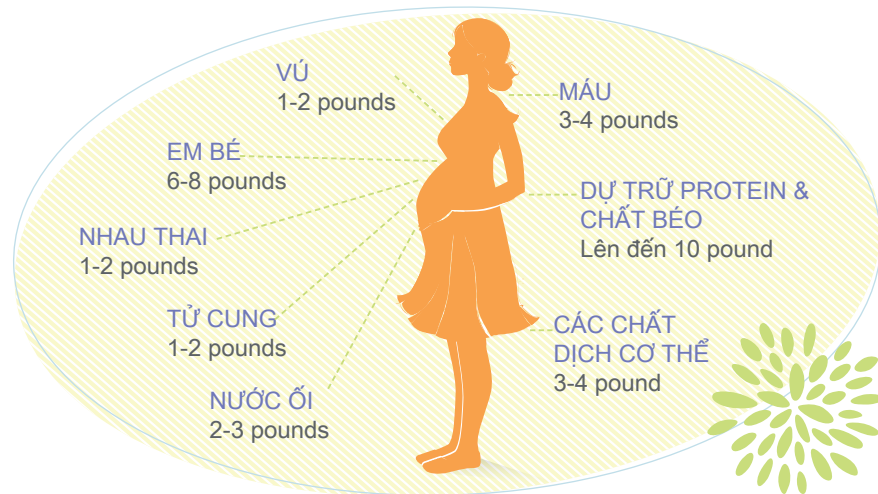 VÚ
1-2 pounds
EM BÉ
6-8 pounds
NHAU THAI
1-2 pounds
TỬ CUNG
1-2 pounds
NƯỚC ỐI
2-3 pounds
MÁU
3-4 pounds
DỰ TRỮ PROTEIN &
CHẤT BÉO
Lên đến 10 pound
CÁC CHẤT
DỊCH CƠ THỂ
3-4 pound